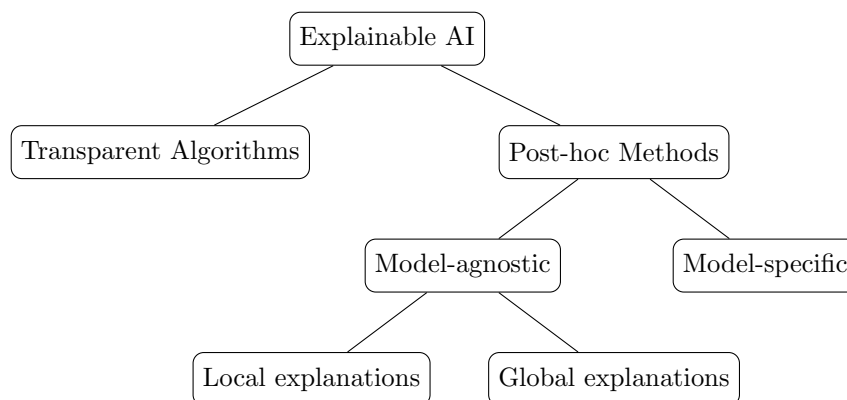 Explainable AI
Transparent Algorithms
Post-hoc Methods
Model-agnostic
Model-specific
Local explanations
Global explanations